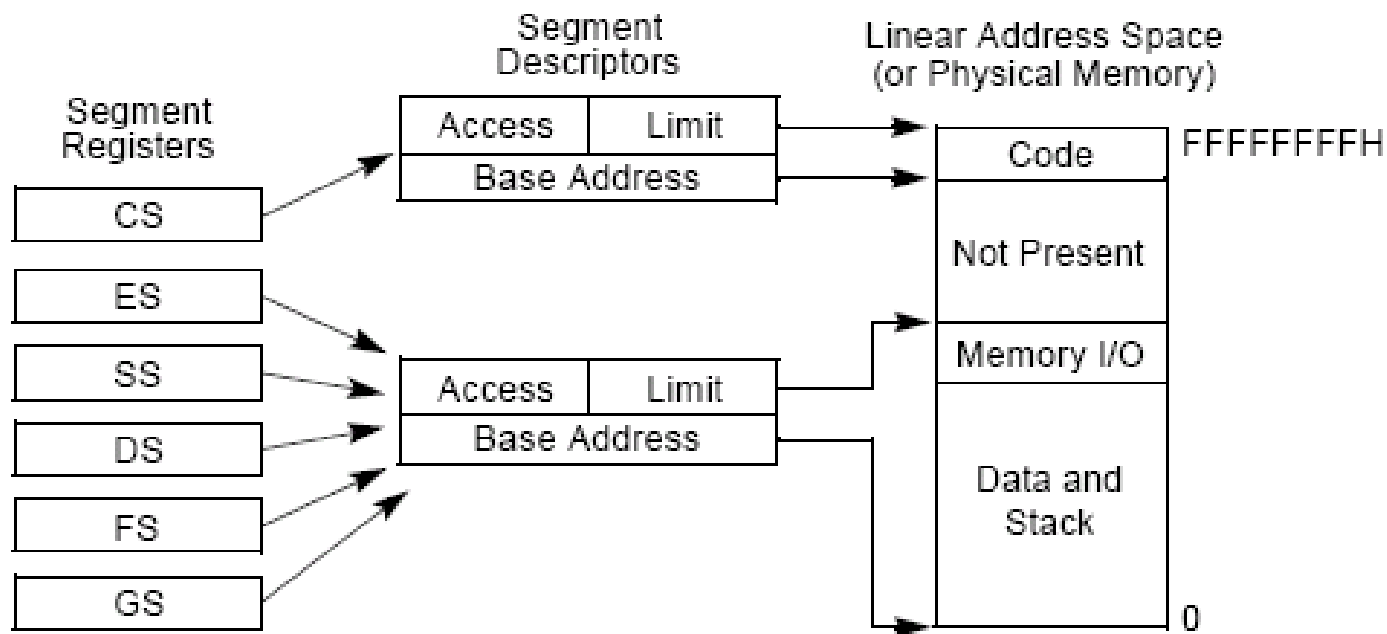 Segment
Registers
CS
ES
SS
DS
FS
GS
Segment
Descriptors
Access
Limit
Base Address
Access
Limit
Base Address
Linear Address Space
(or Physical Memory)
Code
FFFFFFFFH
Not Present
Memory I/O
Data and
Stack
0